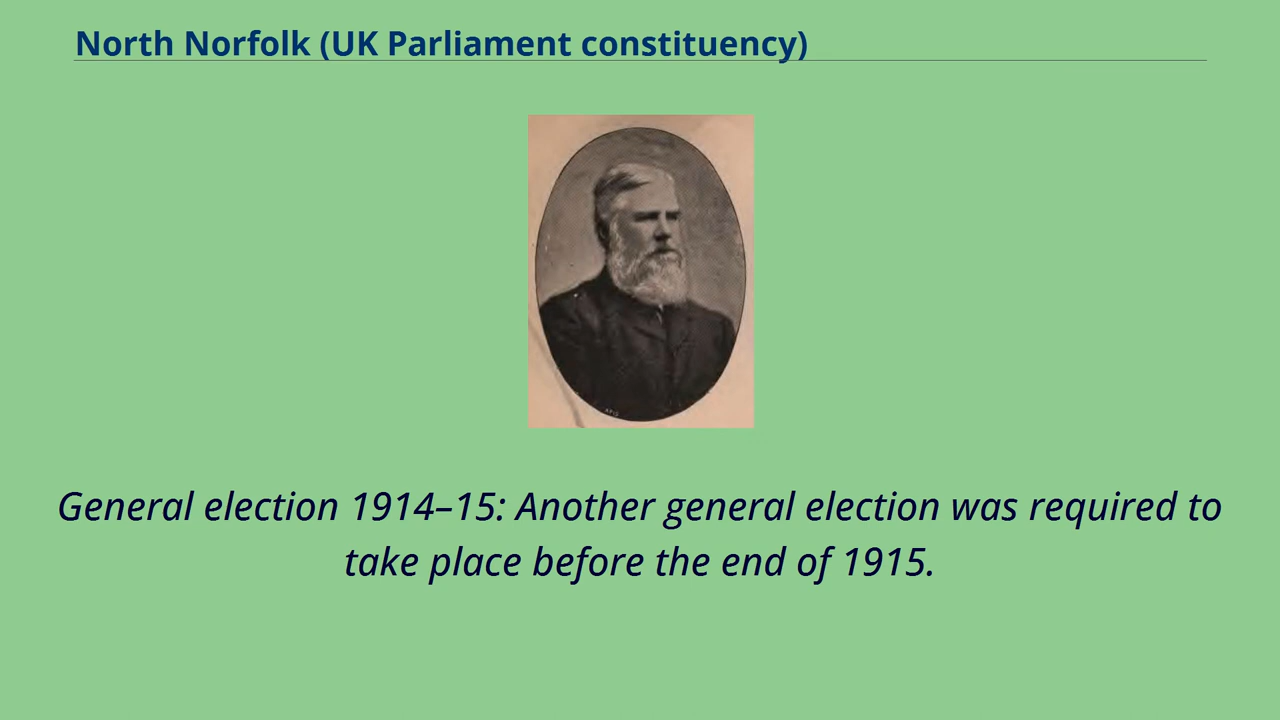 North Norfolk (UK Parliament constituency)
General election 1914–15: Another general election was required to
take place before the end of 1915.